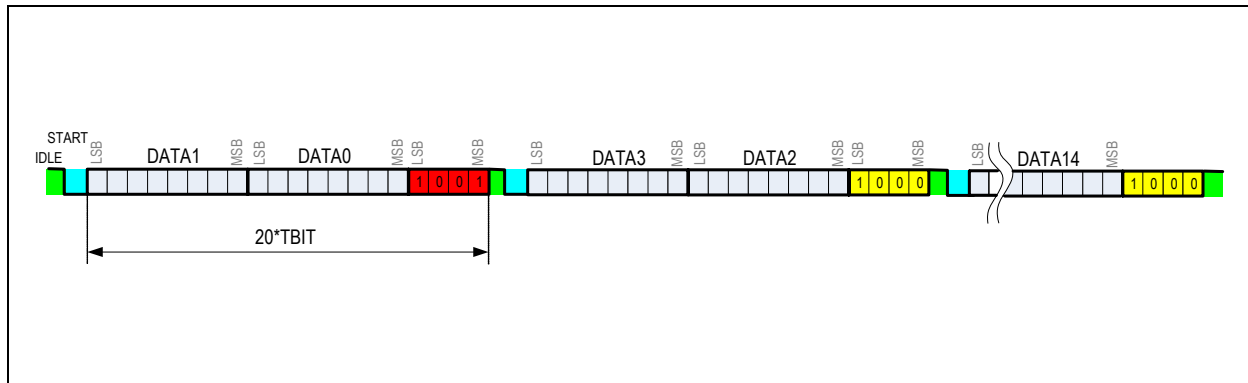 START
IDLE
LSB DATA1 MSB LSB DATA0 MSB LSB MSB LSB DATA3 MSB LSB DATA2 MSB LSB MSB LSB DATA14 MSB
1 0 0 1 1 0 0 0 1 0 0 0
20*TBIT